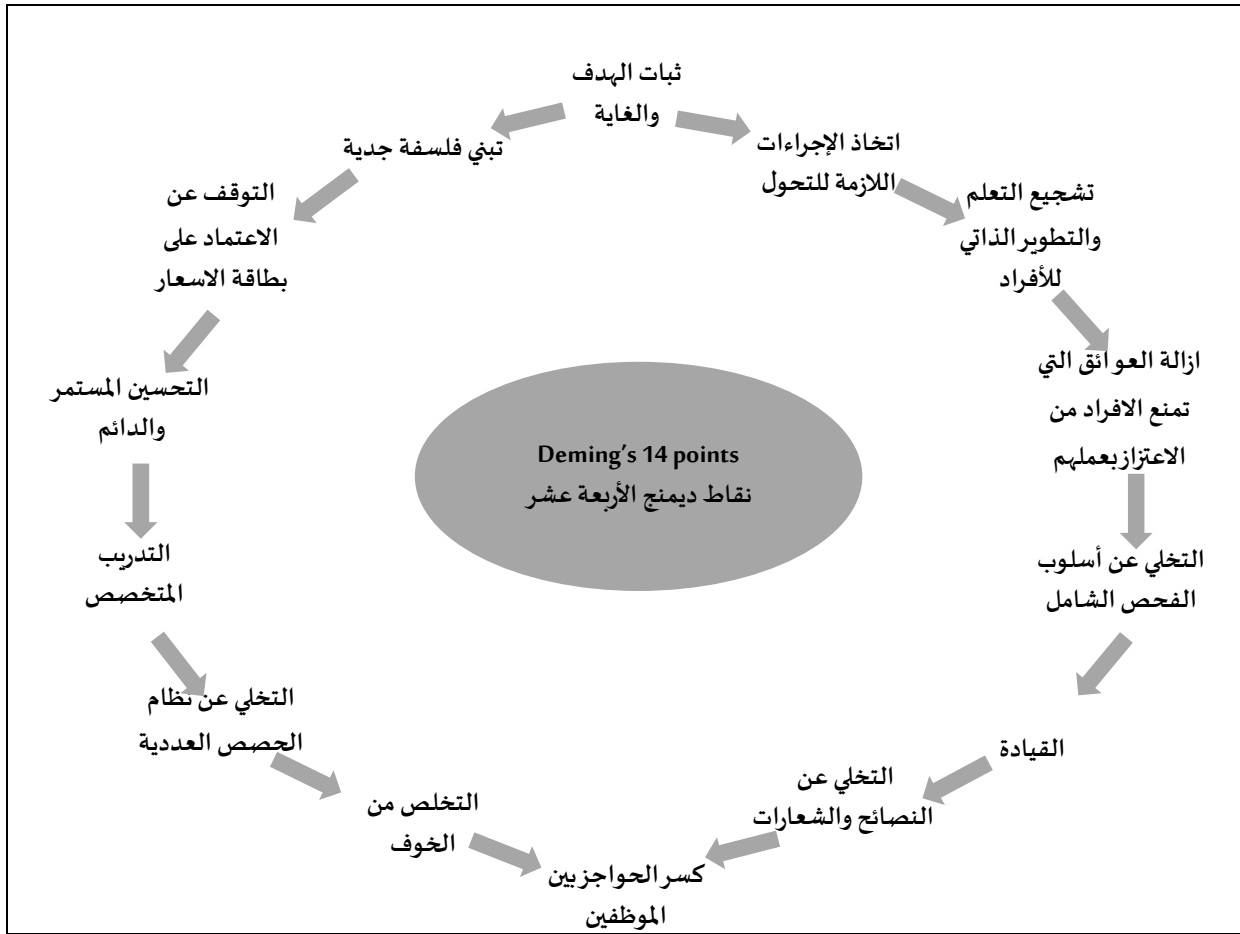 ثبات الهدف
والغاية
اتخاذ الإجراءات
اللازمة للتحول
تشجيع التعلم
والتطوير الذاتي
للأفراد
ازالة العوائق التي
تمنع الافراد من
الاعتزاز بعملهم
التخلي عن أسلوب
الفحص الشامل
القيادة
التخلي عن
النصائح والشعارات
كسر الحواجز بين
الموظفين
تبني فلسفة جدية
التوقف عن
الاعتماد على
بطاقة الاسعار
التحسين المستمر
والدائم
التدريب
المتخصص
التخلي عن نظام
الحصص العددية
التخلص من
الخوف
Deming's 14 points
نقاط ديمنج الأربعة عشر